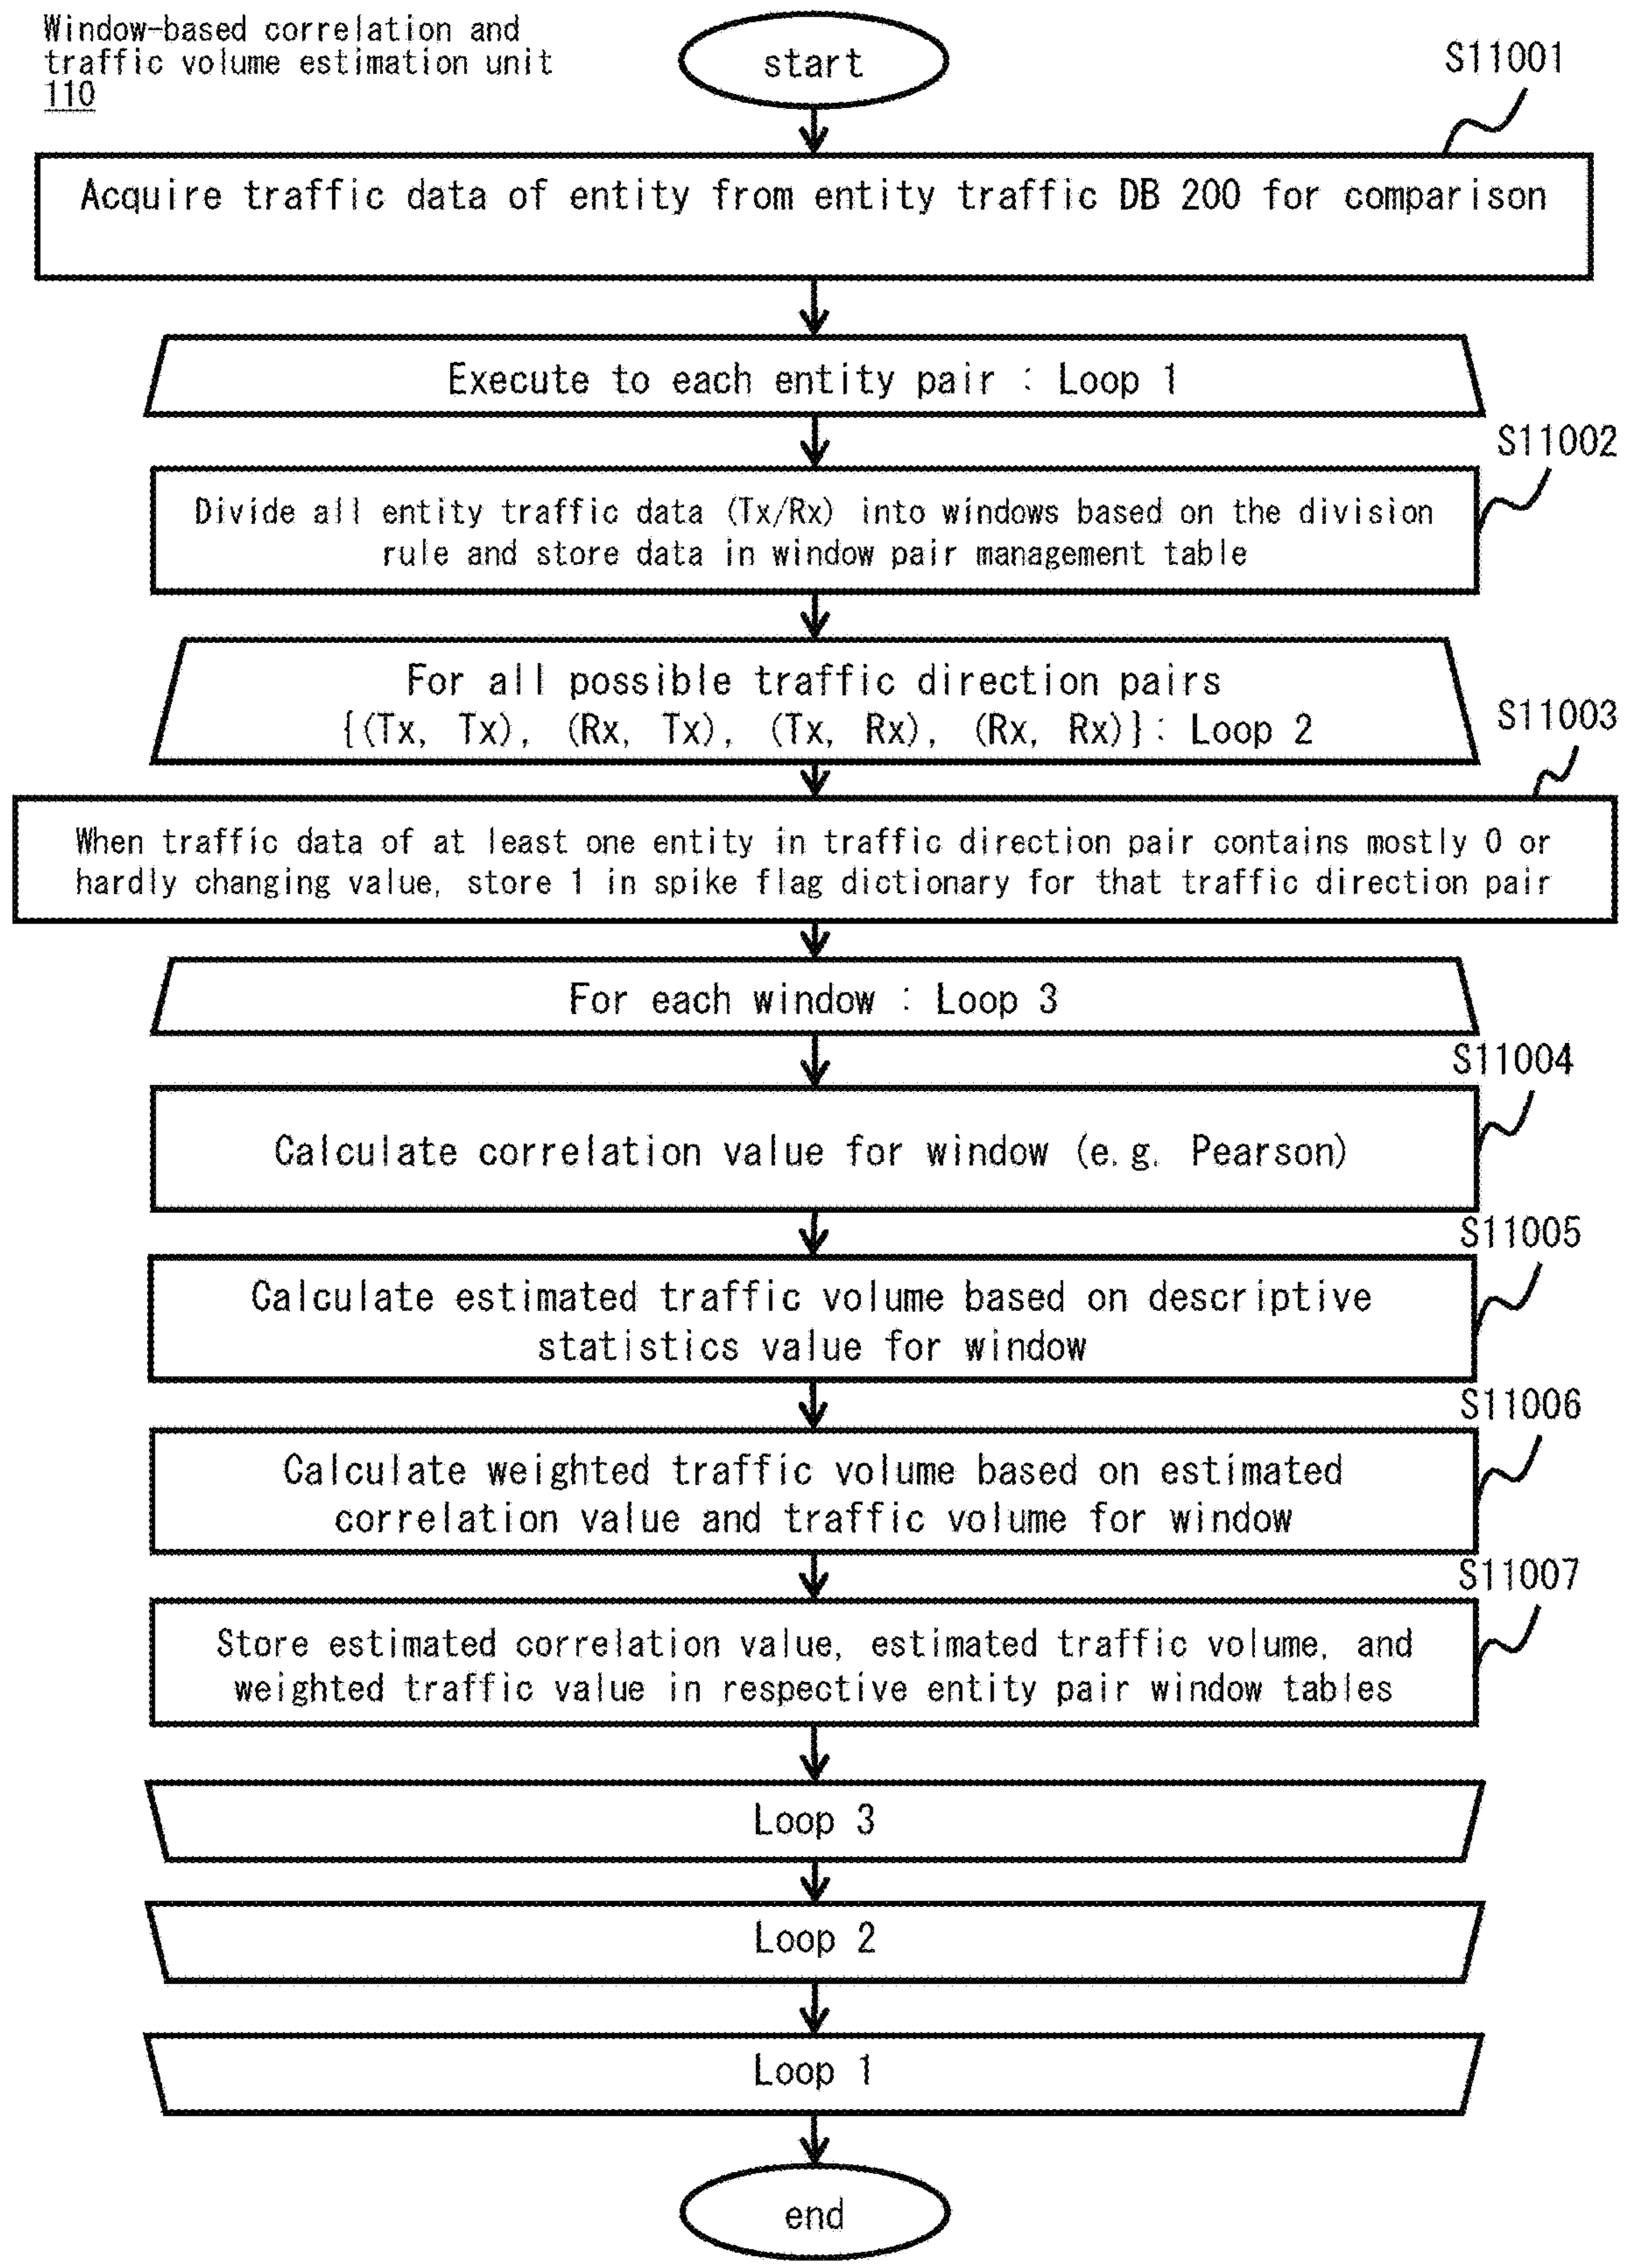 Window-based correlation and
traffic volume estimation unit
110
start
S11001
Acquire traffic data of entity from entity traffic DB 200 for comparison
Execute to each entity pair : Loop 1
S11002
Divide all entity traffic data (Tx/Rx) into windows based on the division
rule and store data in window pair management table
For all possible traffic direction pairs
{(Tx, Tx), (Rx, Tx), (Tx, Rx), (Rx, Rx)}: Loop 2
S11003
When traffic data of at least one entity in traffic direction pair contains mostly 0 or
hardly changing value, store 1 in spike flag dictionary for that traffic direction pair
For each window : Loop 3
S11004
Calculate correlation value for window (e.g. Pearson)
S11005
Calculate estimated traffic volume based on descriptive
statistics value for window
S11006
Calculate weighted traffic volume based on estimated
correlation value and traffic volume for window
S11007
Store estimated correlation value, estimated traffic volume, and
weighted traffic value in respective entity pair window tables
Loop 3
Loop 2
Loop 1
end